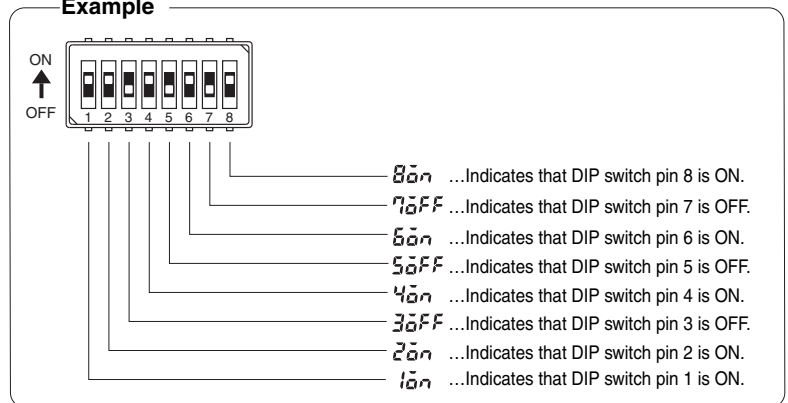 Example
ON
OFF
1 2 3 4 5 6 7 8
8on ...Indicates that DIP switch pin 8 is ON.
7oFF ...Indicates that DIP switch pin 7 is OFF.
6on ...Indicates that DIP switch pin 6 is ON.
5oFF ...Indicates that DIP switch pin 5 is OFF.
4on ...Indicates that DIP switch pin 4 is ON.
3oFF ...Indicates that DIP switch pin 3 is OFF.
2on ...Indicates that DIP switch pin 2 is ON.
1on ...Indicates that DIP switch pin 1 is ON.